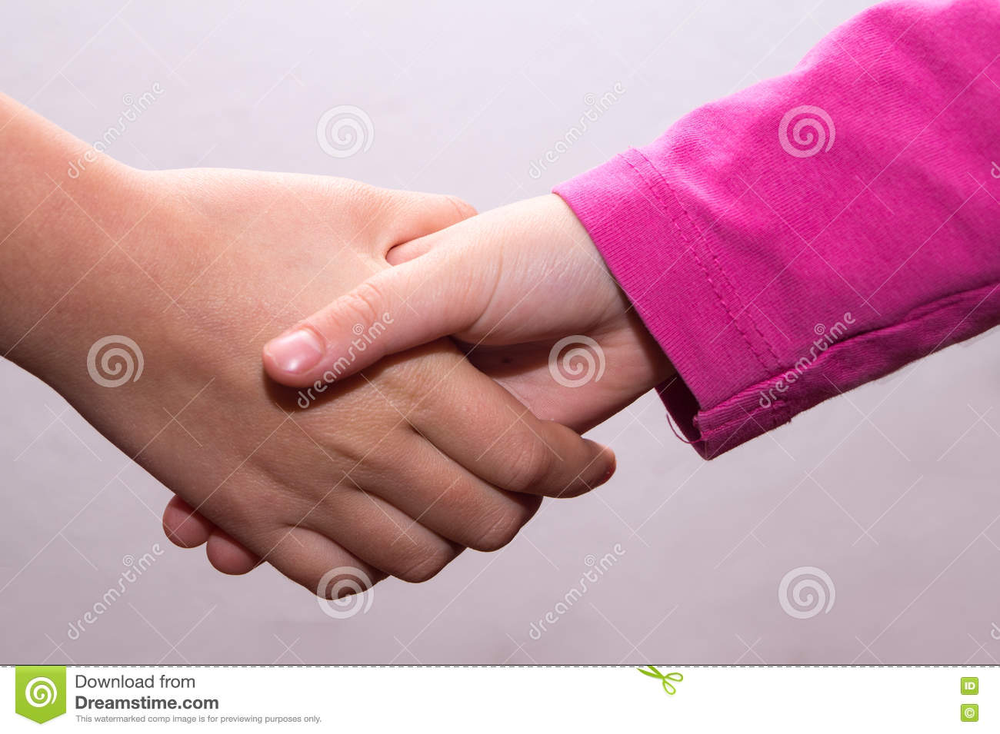 dreamstime
dreamstime
dreamstime
dreamstime
dreamstime
dreamstime
Download from
Dreamstime.com
This watermarked comp image is for previewing purposes only.
ID
©